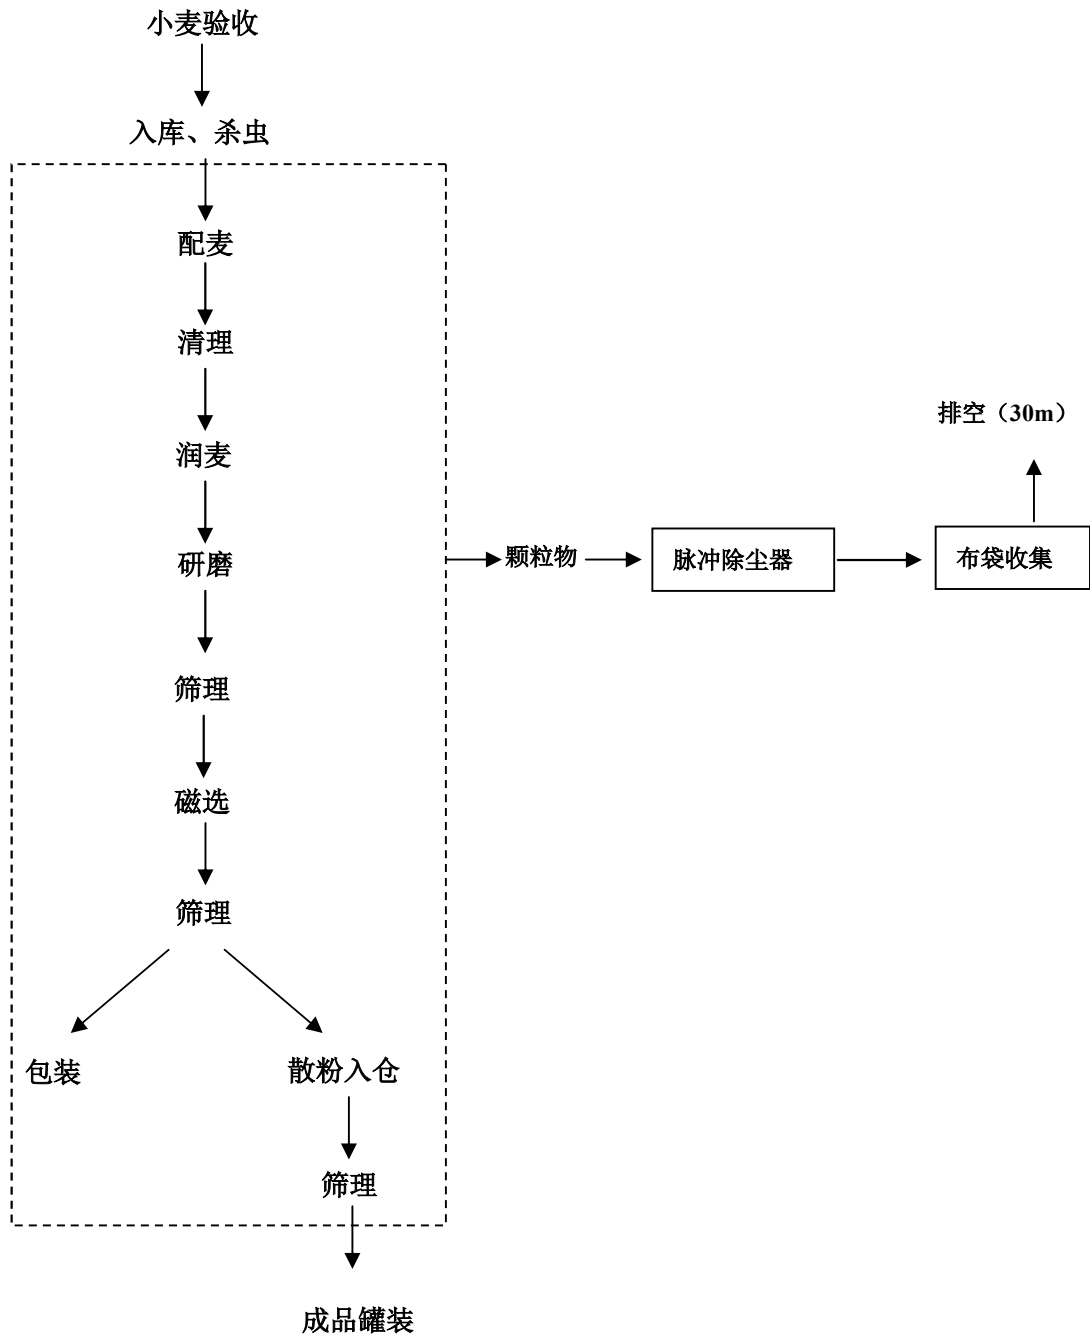 小麦验收
入库、杀虫
配麦
清理
润麦
研磨
筛理
磁选
筛理
包装
散粉入仓
筛理
成品罐装
颗粒物
脉冲除尘器
布袋收集
排空（30m）